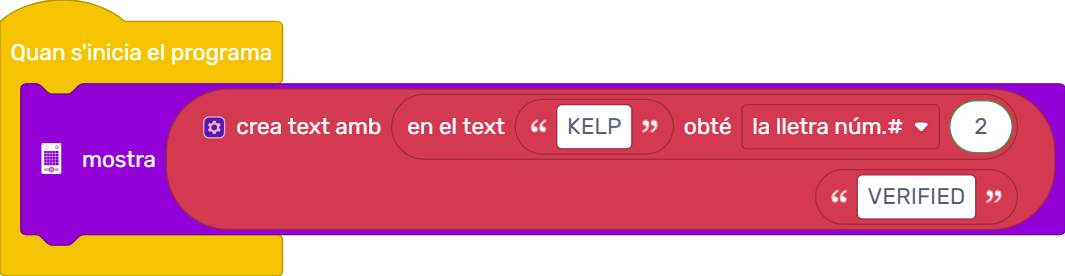 Quan s'inicia el programa
crea text amb en el text “ KELP ” obté la lletra núm.# 2
mostra
“ VERIFIED ”